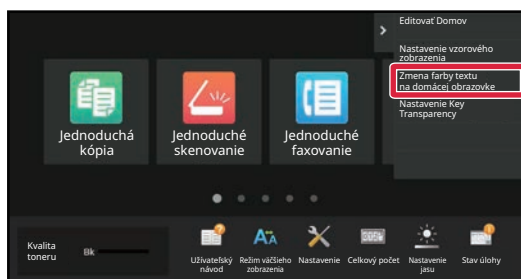 Editovať Domov
Nastavenie vzorového
zobrazenia
Zmena farby textu
na domácej obrazovke
Nastavenie Key
Transparency
Jednoduchá
kópia
Jednoduché
skenovanie
Jednoduché
faxovanie
Kvalita
toneru
Bk
Užívateľský
návod
Režim väčšieho
zobrazenia
Nastavenie
Celkový počet
Nastavenie
jasu
Stav úlohy